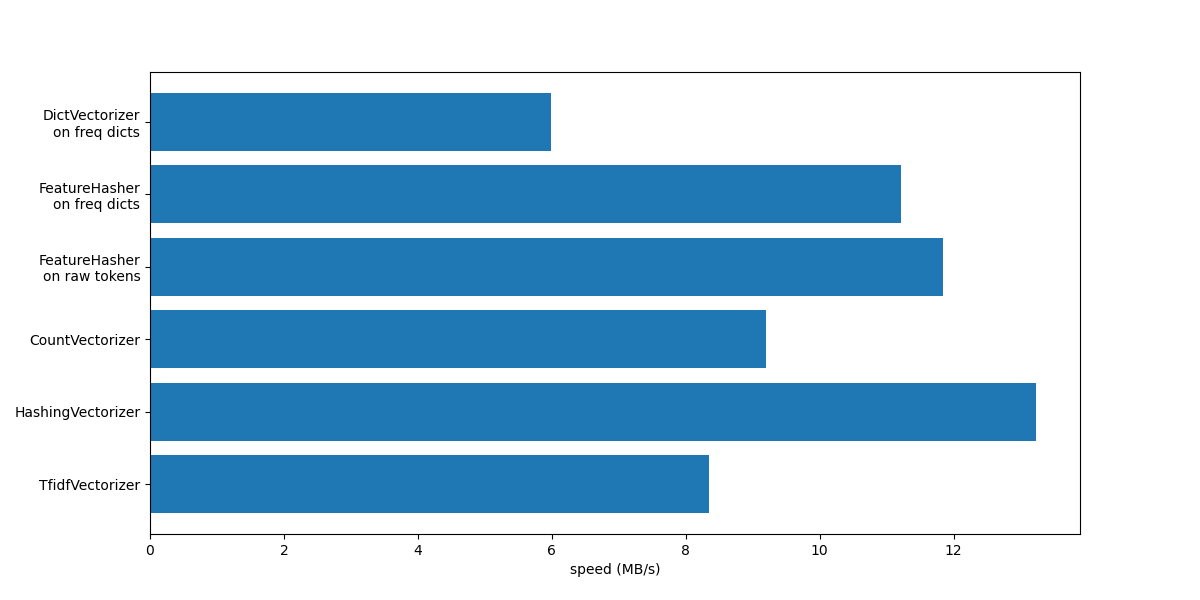 DictVectorizer
on freq dicts
FeatureHasher
on freq dicts
FeatureHasher
on raw tokens
CountVectorizer
HashingVectorizer
TfidfVectorizer
0 2 4 6 8 10 12
speed (MB/s)